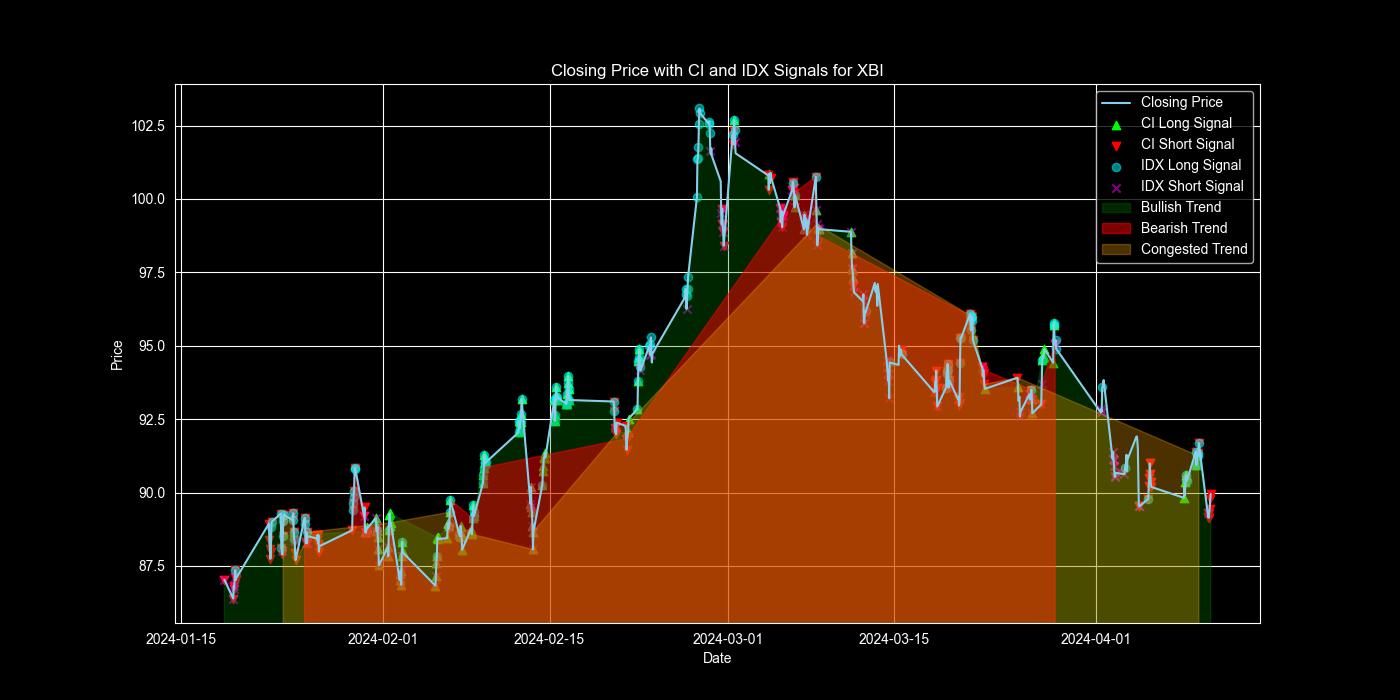 Closing Price with CI and IDX Signals for XBI
Closing Price
CI Long Signal
CI Short Signal
IDX Long Signal
IDX Short Signal
Bullish Trend
Bearish Trend
Congested Trend
Price
102.5
100.0
97.5
95.0
92.5
90.0
87.5
2024-01-15
2024-02-01
2024-02-15
2024-03-01
2024-03-15
2024-04-01
Date